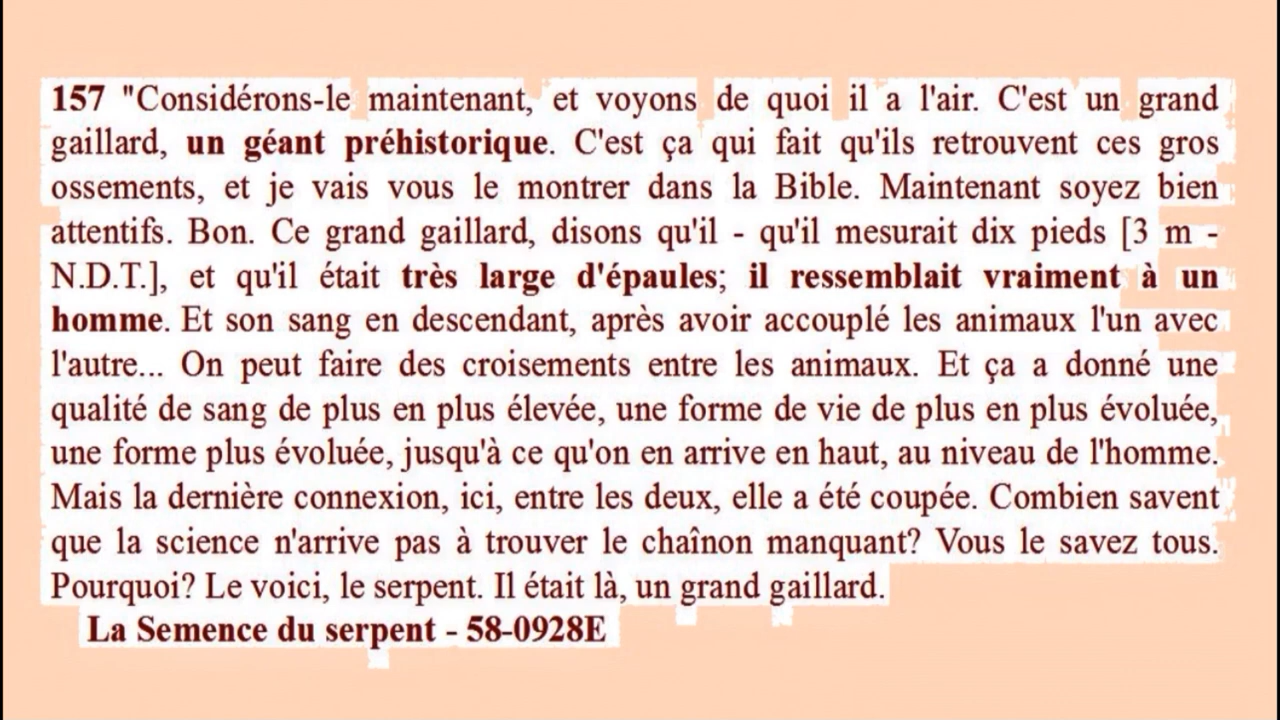 157 "Considérons-le maintenant, et voyons de quoi il a l'air. C'est un grand
gaillard, un géant préhistorique. C'est ça qui fait qu'ils retrouvent ces gros
ossements, et je vais vous le montrer dans la Bible. Maintenant soyez bien
attentifs. Bon. Ce grand gaillard, disons qu'il - qu'il mesurait dix pieds [3 m -
N.D.T.], et qu'il était très large d'épaules; il ressemblait vraiment à un
homme. Et son sang en descendant, après avoir accouplé les animaux l'un avec
l'autre... On peut faire des croisements entre les animaux. Et ça a donné une
qualité de sang de plus en plus élevée, une forme de vie de plus en plus évoluée,
une forme plus évoluée, jusqu'à ce qu'on en arrive en haut, au niveau de l'homme.
Mais la dernière connexion, ici, entre les deux, elle a été coupée. Combien savent
que la science n'arrive pas à trouver le chaînon manquant? Vous le savez tous.
Pourquoi? Le voici, le serpent. Il était là, un grand gaillard.
La Semence du serpent - 58-0928E